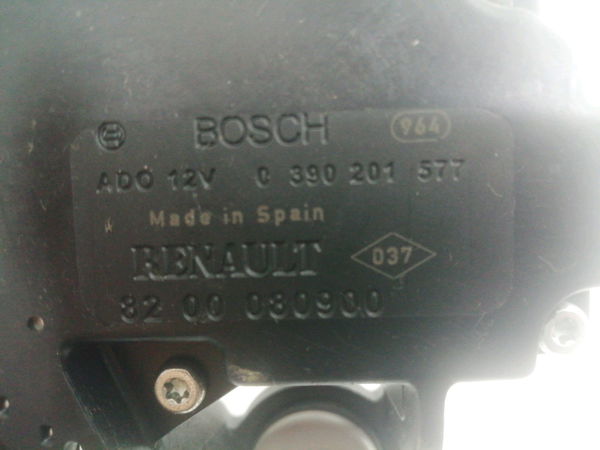 BOSCH 964
ADO 12V 0 390 201 577
Made in Spain
RENAULT 037
82 00 080900